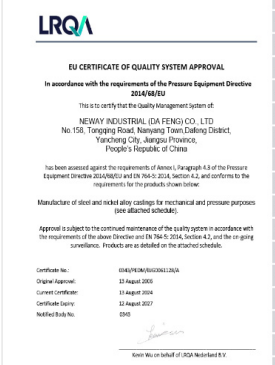 LRQA
EU CERTIFICATE OF QUALITY SYSTEM APPROVAL
In accordance with the requirements of the Pressure Equipment Directive
2014/68/EU
This is to certify that the Quality Management System of:
NEWAY INDUSTRIAL (DA FENG) CO., LTD
No.158, Tongqing Road, Nanyang Town,Dafeng District,
Yancheng City, Jiangsu Province,
People's Republic of China
has been assessed against the requirements of Annex I, Paragraph 4.3 of the Pressure
Equipment Directive 2014/68/EU and EN 764-5: 2014, Section 4.2, and conforms to the
requirements for the products shown below:
Manufacture of steel and nickel alloy castings for mechanical and pressure purposes
(see attached schedule).
Approval is subject to the continued maintenance of the quality system in accordance with
the requirements of the above Directive and EN 764-5: 2014, Section 4.2, and the on-going
surveillance. Products are as detailed on the attached schedule.
Certificate No.:
Original Approval: 13 August 2006
Current Certificate: 13 August 2024
Certificate Expiry: 12 August 2027
Notified Body No. 0343
Kevin Wu on behalf of LRQA Nederland B.V.